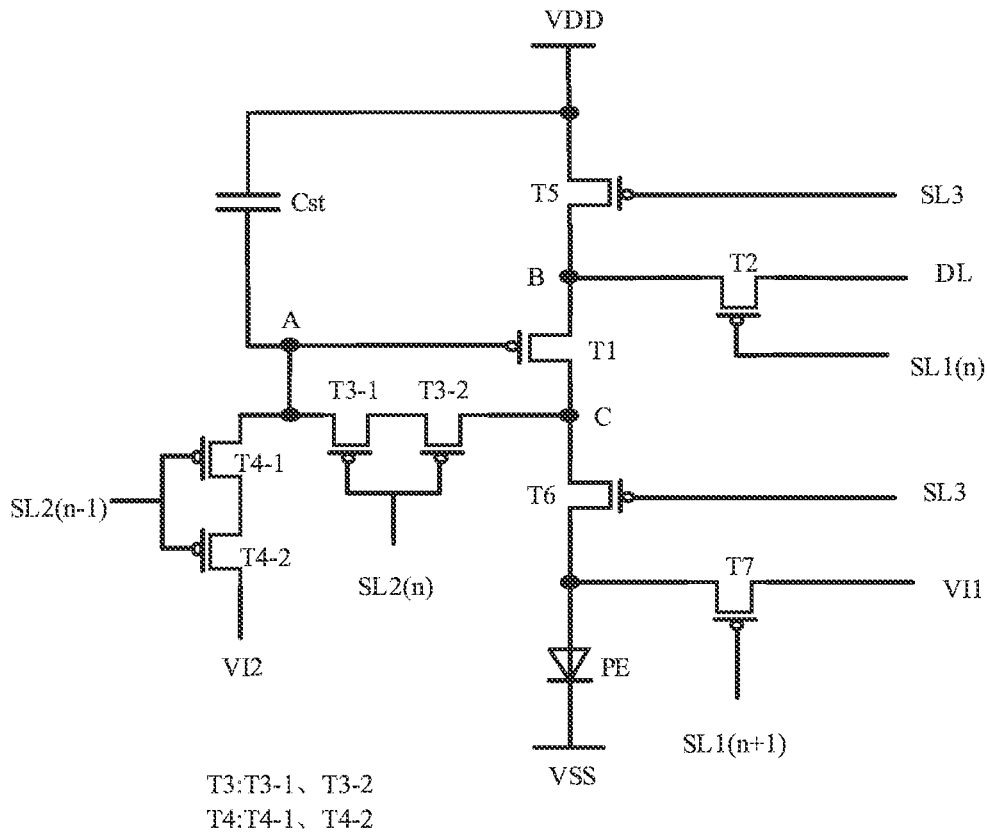 VDD
Cst
T5
SL3
B
T2
DL
A
T1
SL1(n)
T3-1
T3-2
C
T4-1
SL2(n-1)
T6
SL3
T4-2
SL2(n)
T7
VI1
VI2
PE
SL1(n+1)
VSS
T3:T3-1、T3-2
T4:T4-1、T4-2